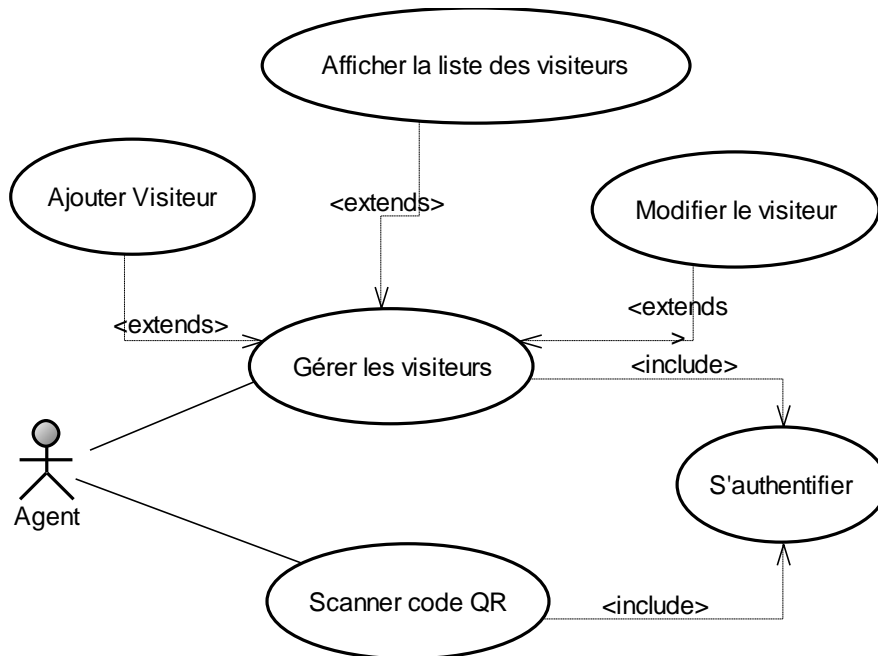 Afficher la liste des visiteurs
Ajouter Visiteur
<extends>
Modifier le visiteur
<extends>
<extends
>
Gérer les visiteurs
<include>
S'authentifier
Agent
Scanner code QR
<include>